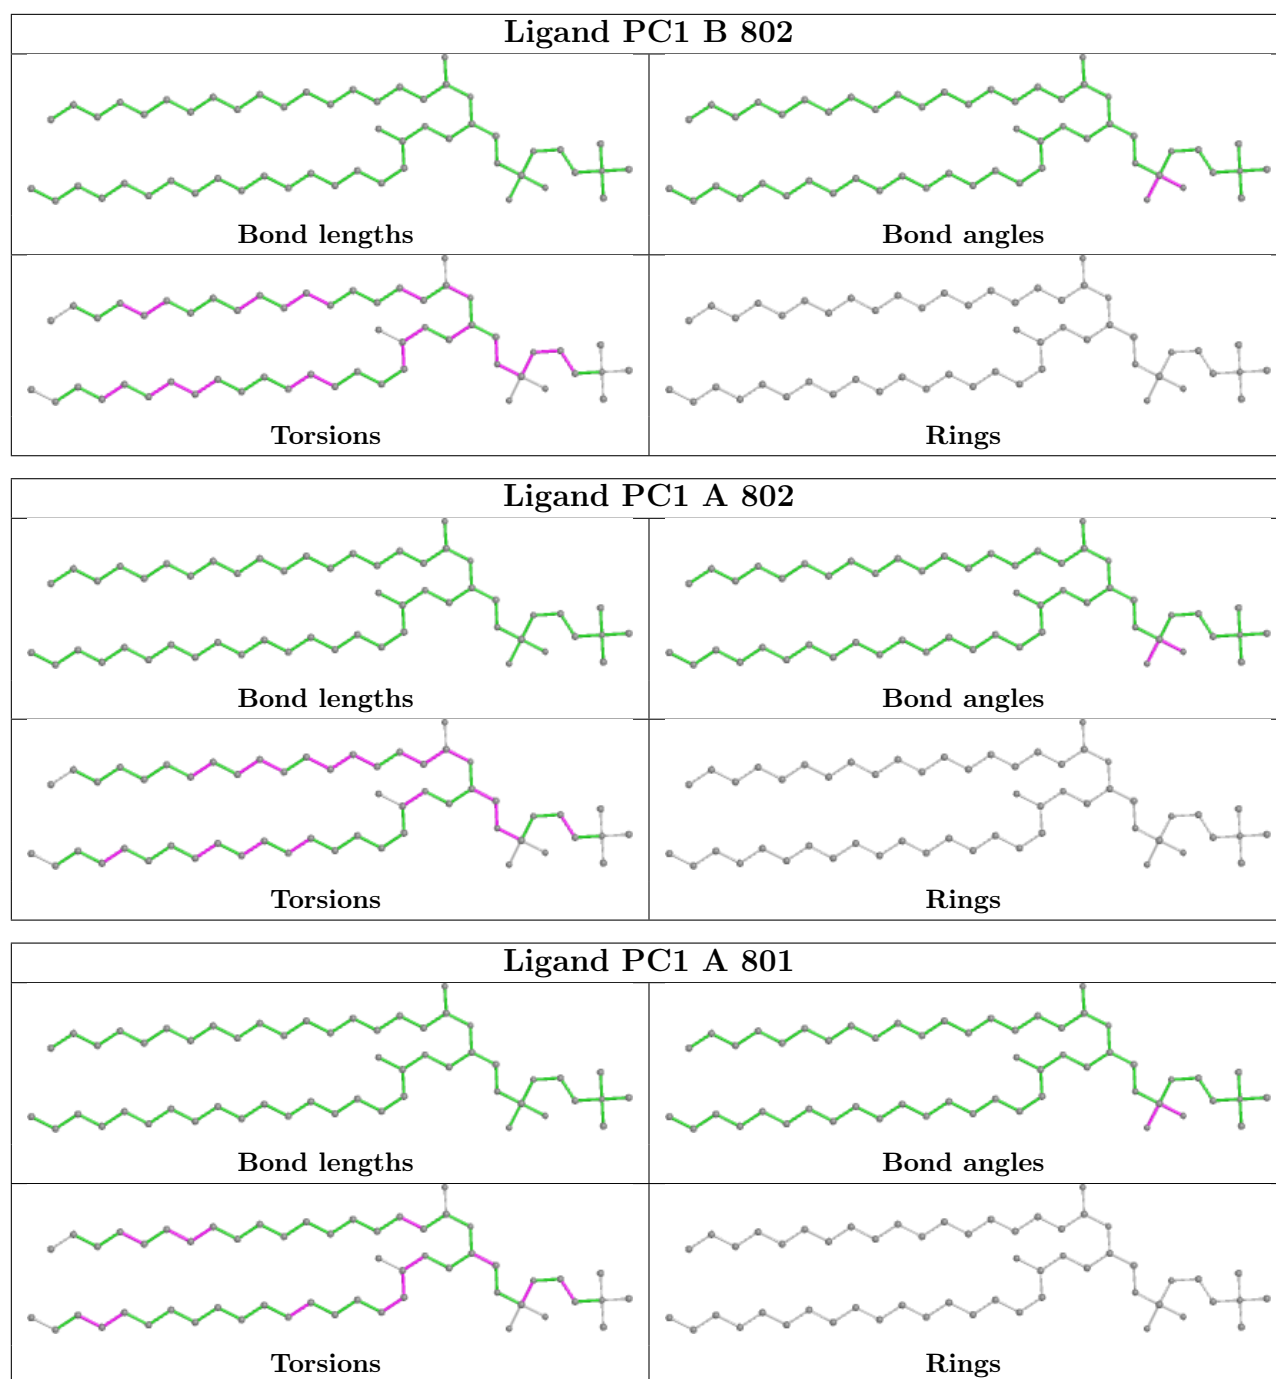 Ligand PC1 B 802
Bond lengths
Bond angles
Torsions
Rings
Ligand PC1 A 802
Bond lengths
Bond angles
Torsions
Rings
Ligand PC1 A 801
Bond lengths
Bond angles
Torsions
Rings